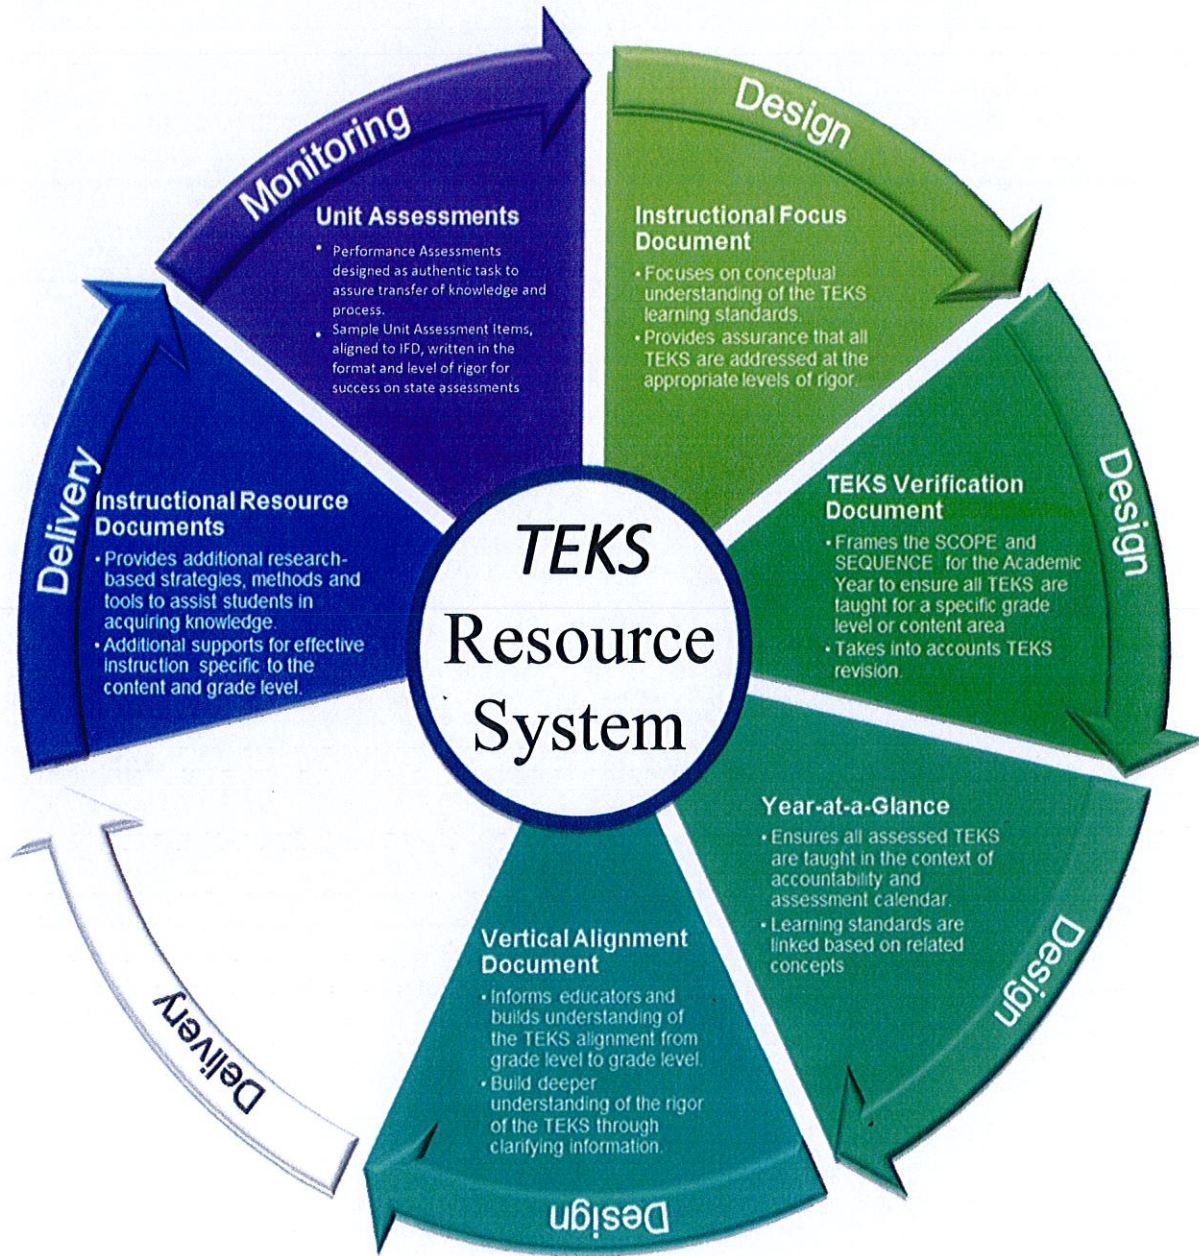 TEKS
Resource
System
Design
Instructional Focus
Document
• Focuses on conceptual
understanding of the TEKS
learning standards.
• Provides assurance that all
TEKS are addressed at the
appropriate levels of rigor.
Design
TEKS Verification
Document
• Frames the SCOPE and
SEQUENCE for the Academic
Year to ensure all TEKS are
taught for a specific grade
level or content area
• Takes into accounts TEKS
revision.
Design
Year-at-a-Glance
• Ensures all assessed TEKS
are taught in the context of
accountability and
assessment calendar.
• Learning standards are
linked based on related
concepts
Design
Vertical Alignment
Document
• Informs educators and
builds understanding of
the TEKS alignment from
grade level to grade level.
• Build deeper
understanding of the rigor
of the TEKS through
clarifying information.
Delivery
Delivery
Instructional Resource
Documents
• Provides additional research-
based strategies, methods and
tools to assist students in
acquiring knowledge.
• Additional supports for effective
instruction specific to the
content and grade level.
Monitoring
Unit Assessments
• Performance Assessments
designed as authentic task to
assure transfer of knowledge and
process.
• Sample Unit Assessment Items,
aligned to IFD, written in the
format and level of rigor for
success on state assessments